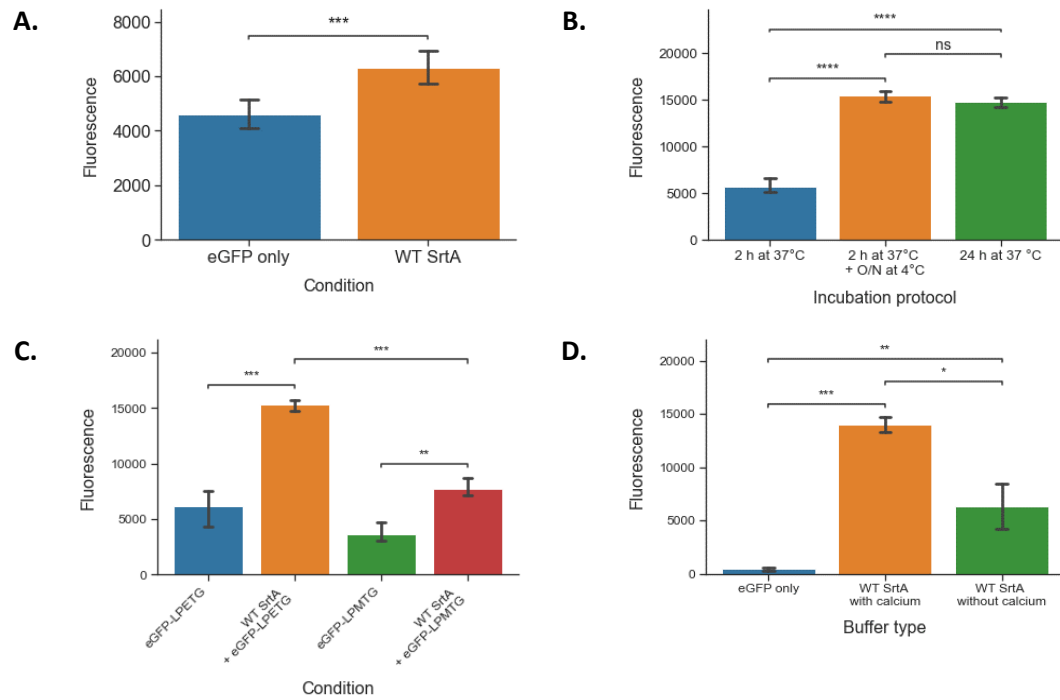 A.
8000
6000
4000
2000
0
Fluorescence
***
eGFP only
WT SrtA
Condition
B.
20000
15000
10000
5000
0
Fluorescence
****
ns
****
2 h at 37°C
2 h at 37°C
+ O/N at 4°C
24 h at 37 °C
Incubation protocol
C.
20000
15000
10000
5000
0
Fluorescence
***
***
**
eGFP-LPETG
WT SrtA
+ eGFP-LPETG
eGFP-LPMTG
WT SrtA
+ eGFP-LPMTG
Condition
D.
20000
15000
10000
5000
0
Fluorescence
**
*
***
eGFP only
WT SrtA
with calcium
WT SrtA
without calcium
Buffer type